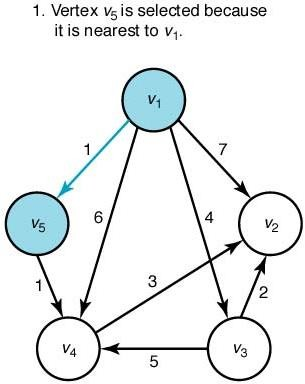 1. Vertex v5 is selected because
it is nearest to v1.
v1
1
7
v5
6
4
v2
1
3
2
v4
5
v3